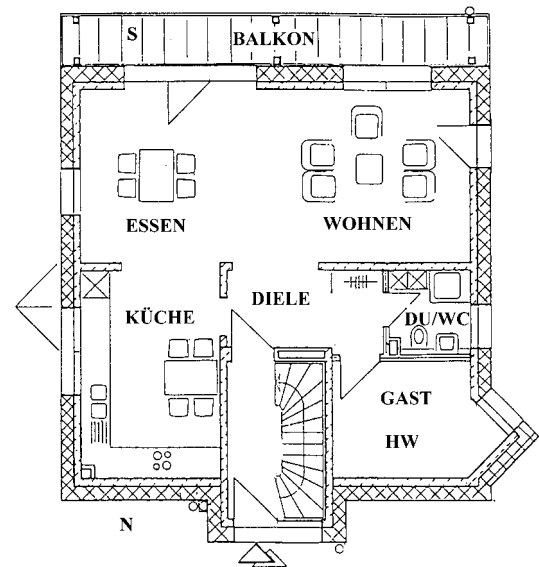 S
BALKON
ESSEN
WOHNEN
DIELE
KÜCHE
DU/WC
GAST
HW
N